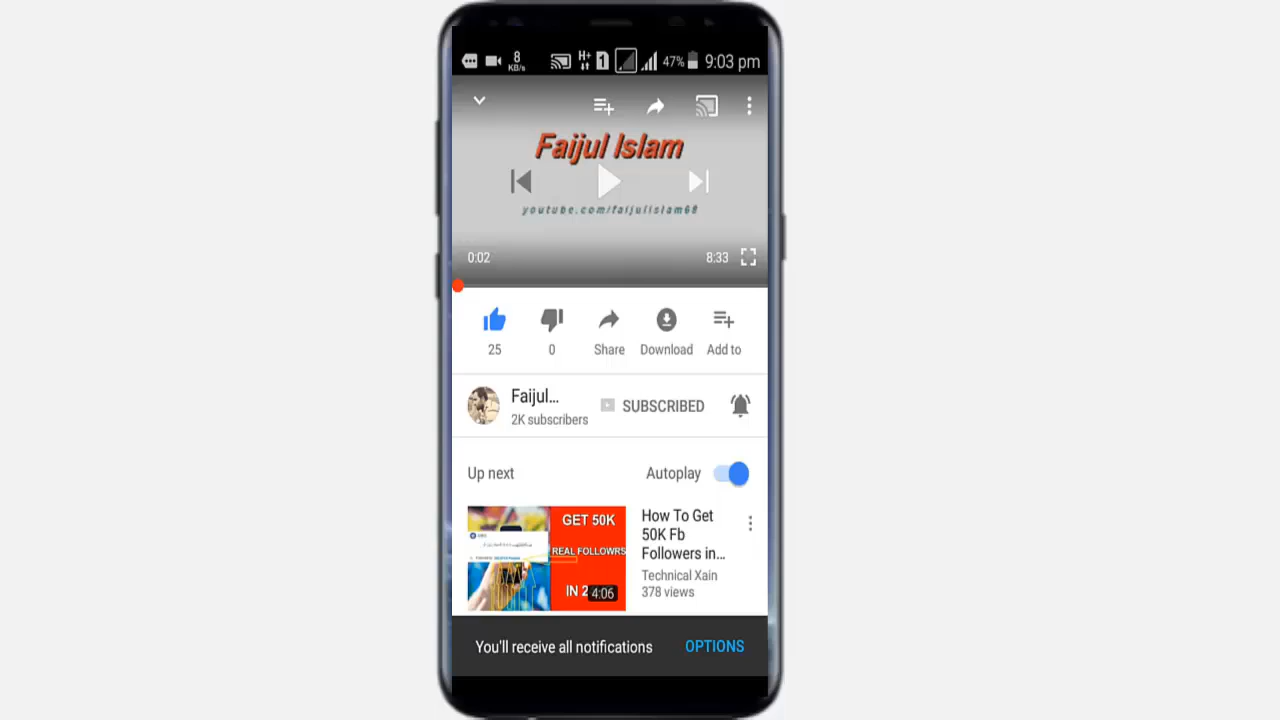 8
KB/s
H+
1
47%
9:03 pm
Faijul Islam
youtube.com/faijulislam68
0:02
8:33
25
0
Share
Download
Add to
Faijul...
2K subscribers
SUBSCRIBED
Up next
Autoplay
GET 50K
REAL FOLLOWRS
IN 2
4:06
How To Get
50K Fb
Followers in...
Technical Xain
378 views
You'll receive all notifications
OPTIONS